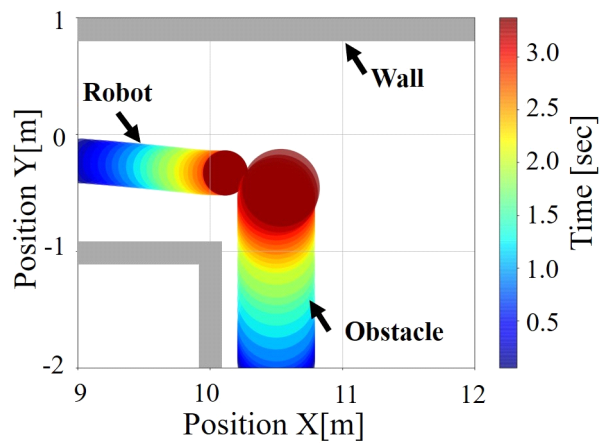 1
Wall
Robot
0
-1
Obstacle
-2
9
10
11
12
Position X[m]
Position Y[m]
3.0
2.5
2.0
1.5
1.0
0.5
Time [sec]